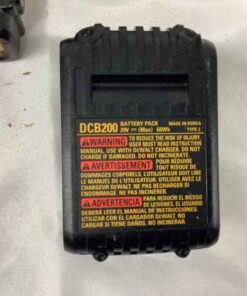 DCB200 BATTERY PACK MADE IN KOREA
20V ⎓ (Max) 60Wh TYPE 2
WARNING TO REDUCE THE RISK OF INJURY,
USER MUST READ INSTRUCTION
MANUAL. USE WITH DEWALT CHARGER. DO NOT CHARGE
IF DAMAGED. DO NOT INCINERATE.
AVERTISSEMENT POUR
RÉDUIRE LE RISQUE DE
DOMMAGES CORPORELS, L'UTILISATEUR DOIT LIRE
LE MANUEL. UTILISER AVEC LE CHARGEUR DEWALT.
NE PAS RECHARGER SI ENDOMMAGÉ.
NE PAS INCINÉRER.
ADVERTENCIA PARA REDUCIR EL RIESGO
DE LESIONES, EL USUARIO
DEBERÁ LEER EL MANUAL DE INSTRUCCIONES.
UTILIZAR CON EL CARGADOR DEWALT. NO
CARGAR SI TIENE DAÑOS. NO INCINERAR.